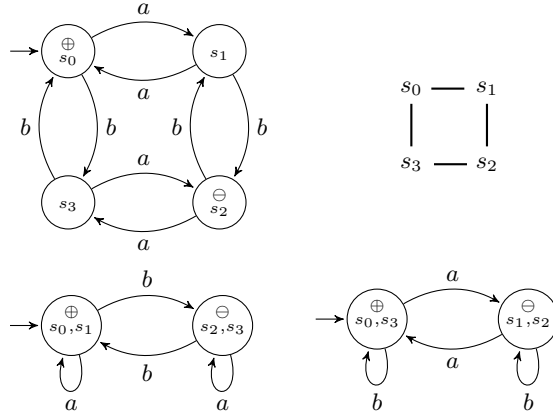 a
⊕
s₀
s₁
a
b
b
b
b
s₀ s₁
s₃ s₂
a
s₃
⊖
s₂
a
b
⊕
s₀,s₁
⊖
s₂,s₃
b
a
a
a
⊕
s₀,s₃
⊖
s₁,s₂
a
b
b